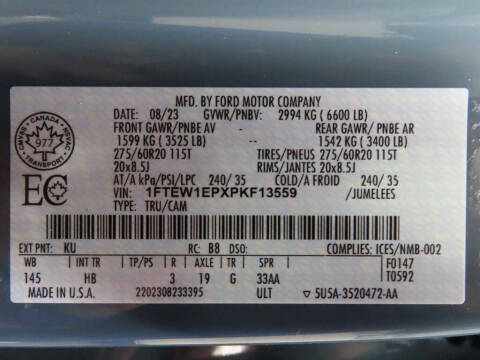 MFD. BY FORD MOTOR COMPANY
DATE: 08/23 GVWR/PNBV: 2994 KG ( 6600 LB)
FRONT GAWR/PNBE AV REAR GAWR/PNBE AR
1599 KG ( 3525 LB) 1542 KG ( 3400 LB)
275/60R20 115T TIRES/PNEUS 275/60R20 115T
20x8.5J RIMS/JANTES 20x8.5J
AT/A kPa/PSI/LPC 240/ 35 COLD/A FROID 240/ 35
VIN: 1FTEW1EPXPKF13559 /JUMELEES
TYPE: TRU/CAM
CANADA
977
TRANSPORT
EC
EXT PNT: KU RC: B8 DSO: COMPLIES: ICES/NMB-002
WB INT TR TP/PS R AXLE TR SPR F0147
145 HB 3 19 G 33AA T0592
MADE IN U.S.A. 2202308233395 ULT 5U5A-3520472-AA